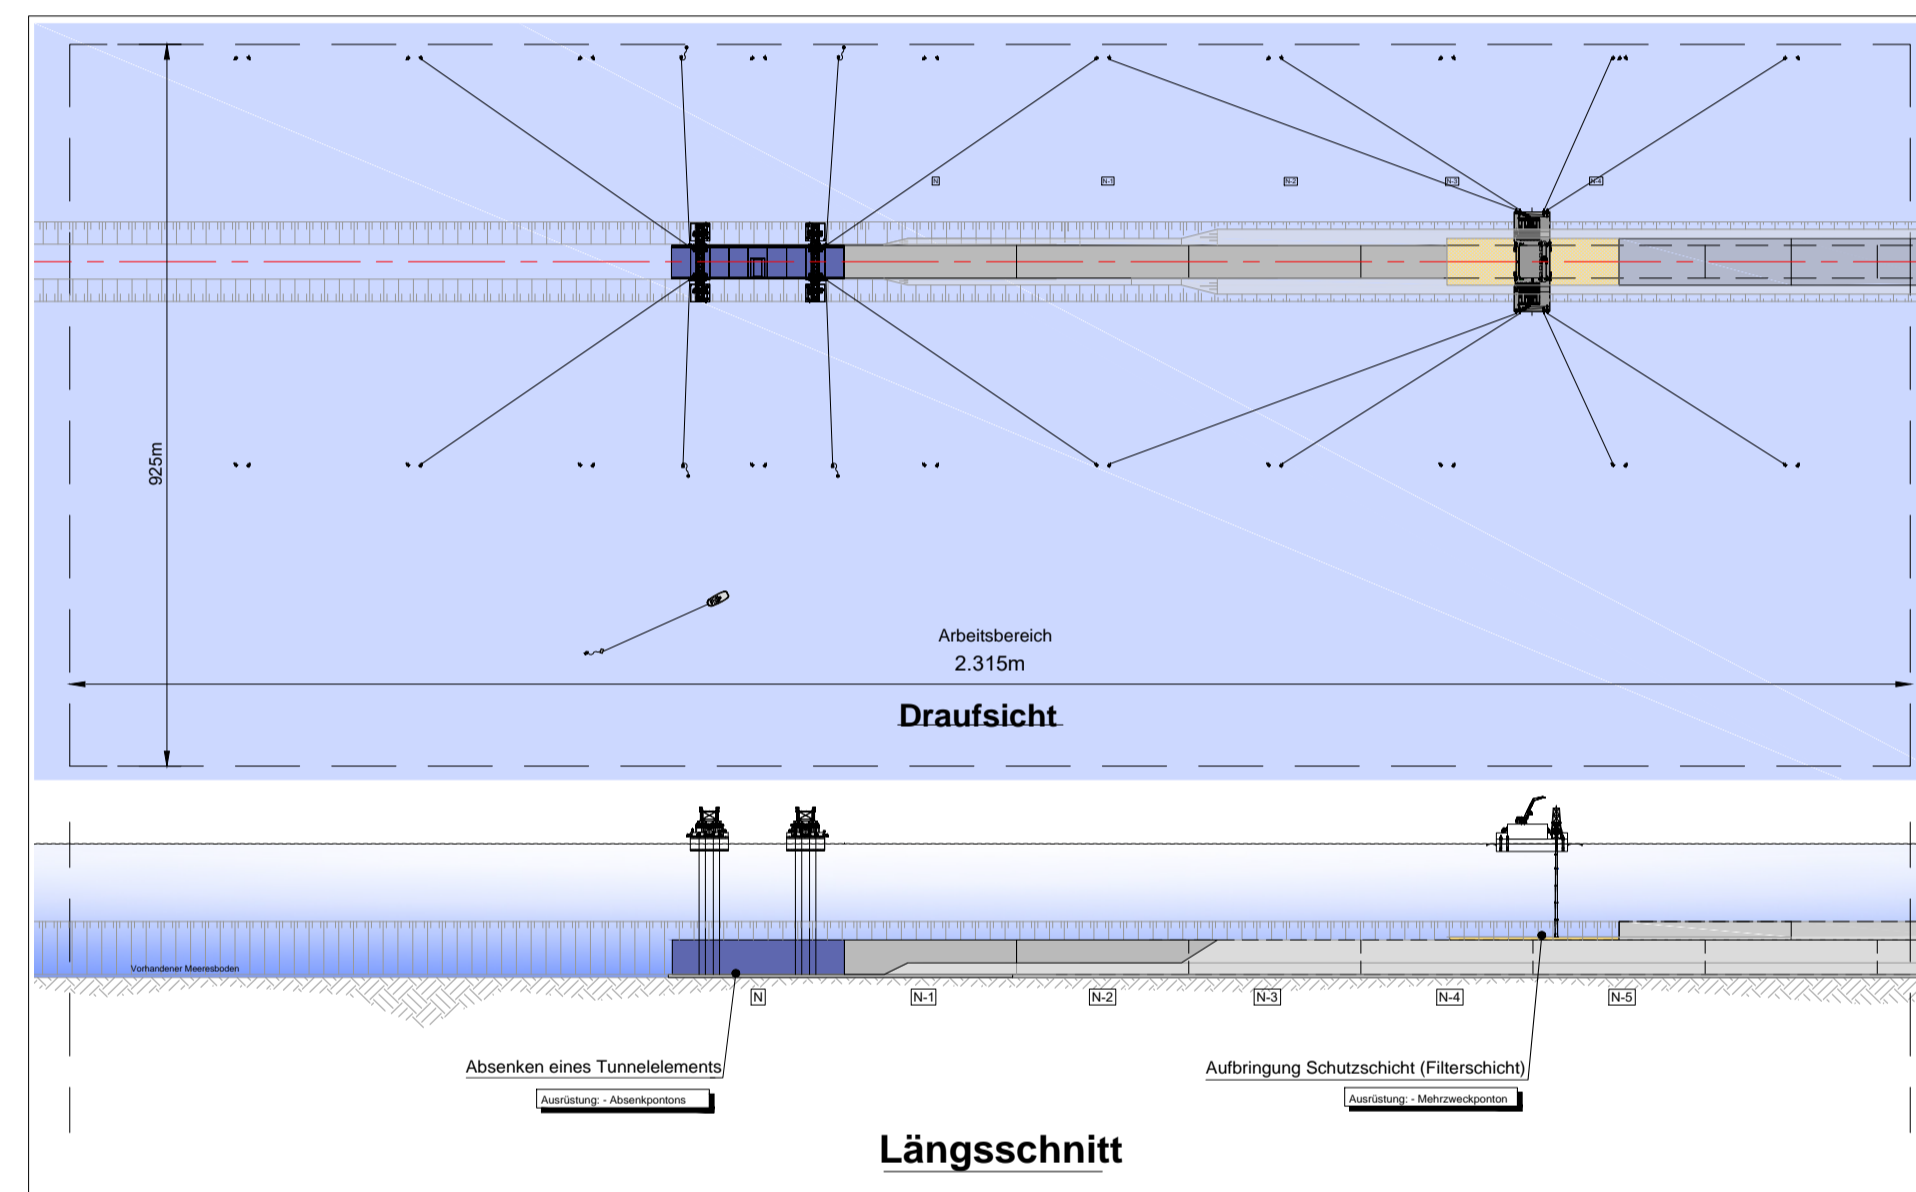 N
N-1
N-2
N-3
N-4
925m
Arbeitsbereich
2.315m
Draufsicht
Vorhandener Meeresboden
N
N-1
N-2
N-3
N-4
N-5
Absenken eines Tunnelelements
Ausrüstung: - Absenkpontons
Aufbringung Schutzschicht (Filterschicht)
Ausrüstung: - Mehrzweckponton
Längsschnitt